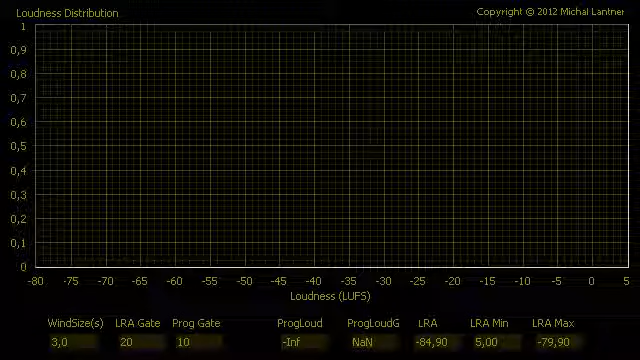 Loudness Distribution
Copyright © 2012 Michal Lantner
1
0,9
0,8
0,7
0,6
0,5
0,4
0,3
0,2
0,1
0
-80 -75 -70 -65 -60 -55 -50 -45 -40 -35 -30 -25 -20 -15 -10 -5 0 5
Loudness (LUFS)
WindSize(s) LRA Gate Prog Gate ProgLoud ProgLoudG LRA LRA Min LRA Max
3,0 20 10 -Inf NaN -84,90 5,00 -79,90